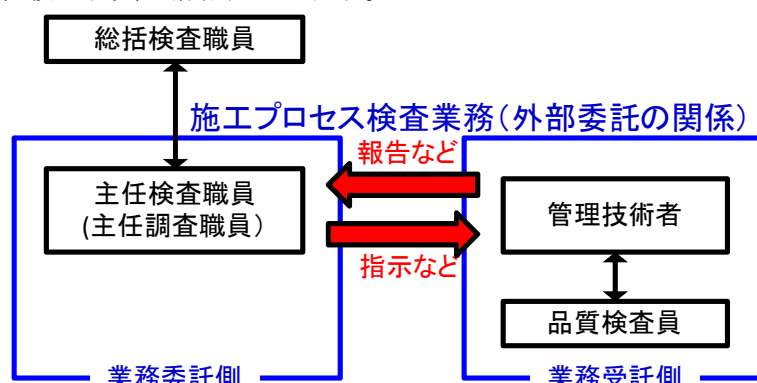 総括検査職員
施工プロセス検査業務(外部委託の関係)
報告など
主任検査職員
(主任調査職員)
管理技術者
指示など
品質検査員
業務委託側
業務受託側